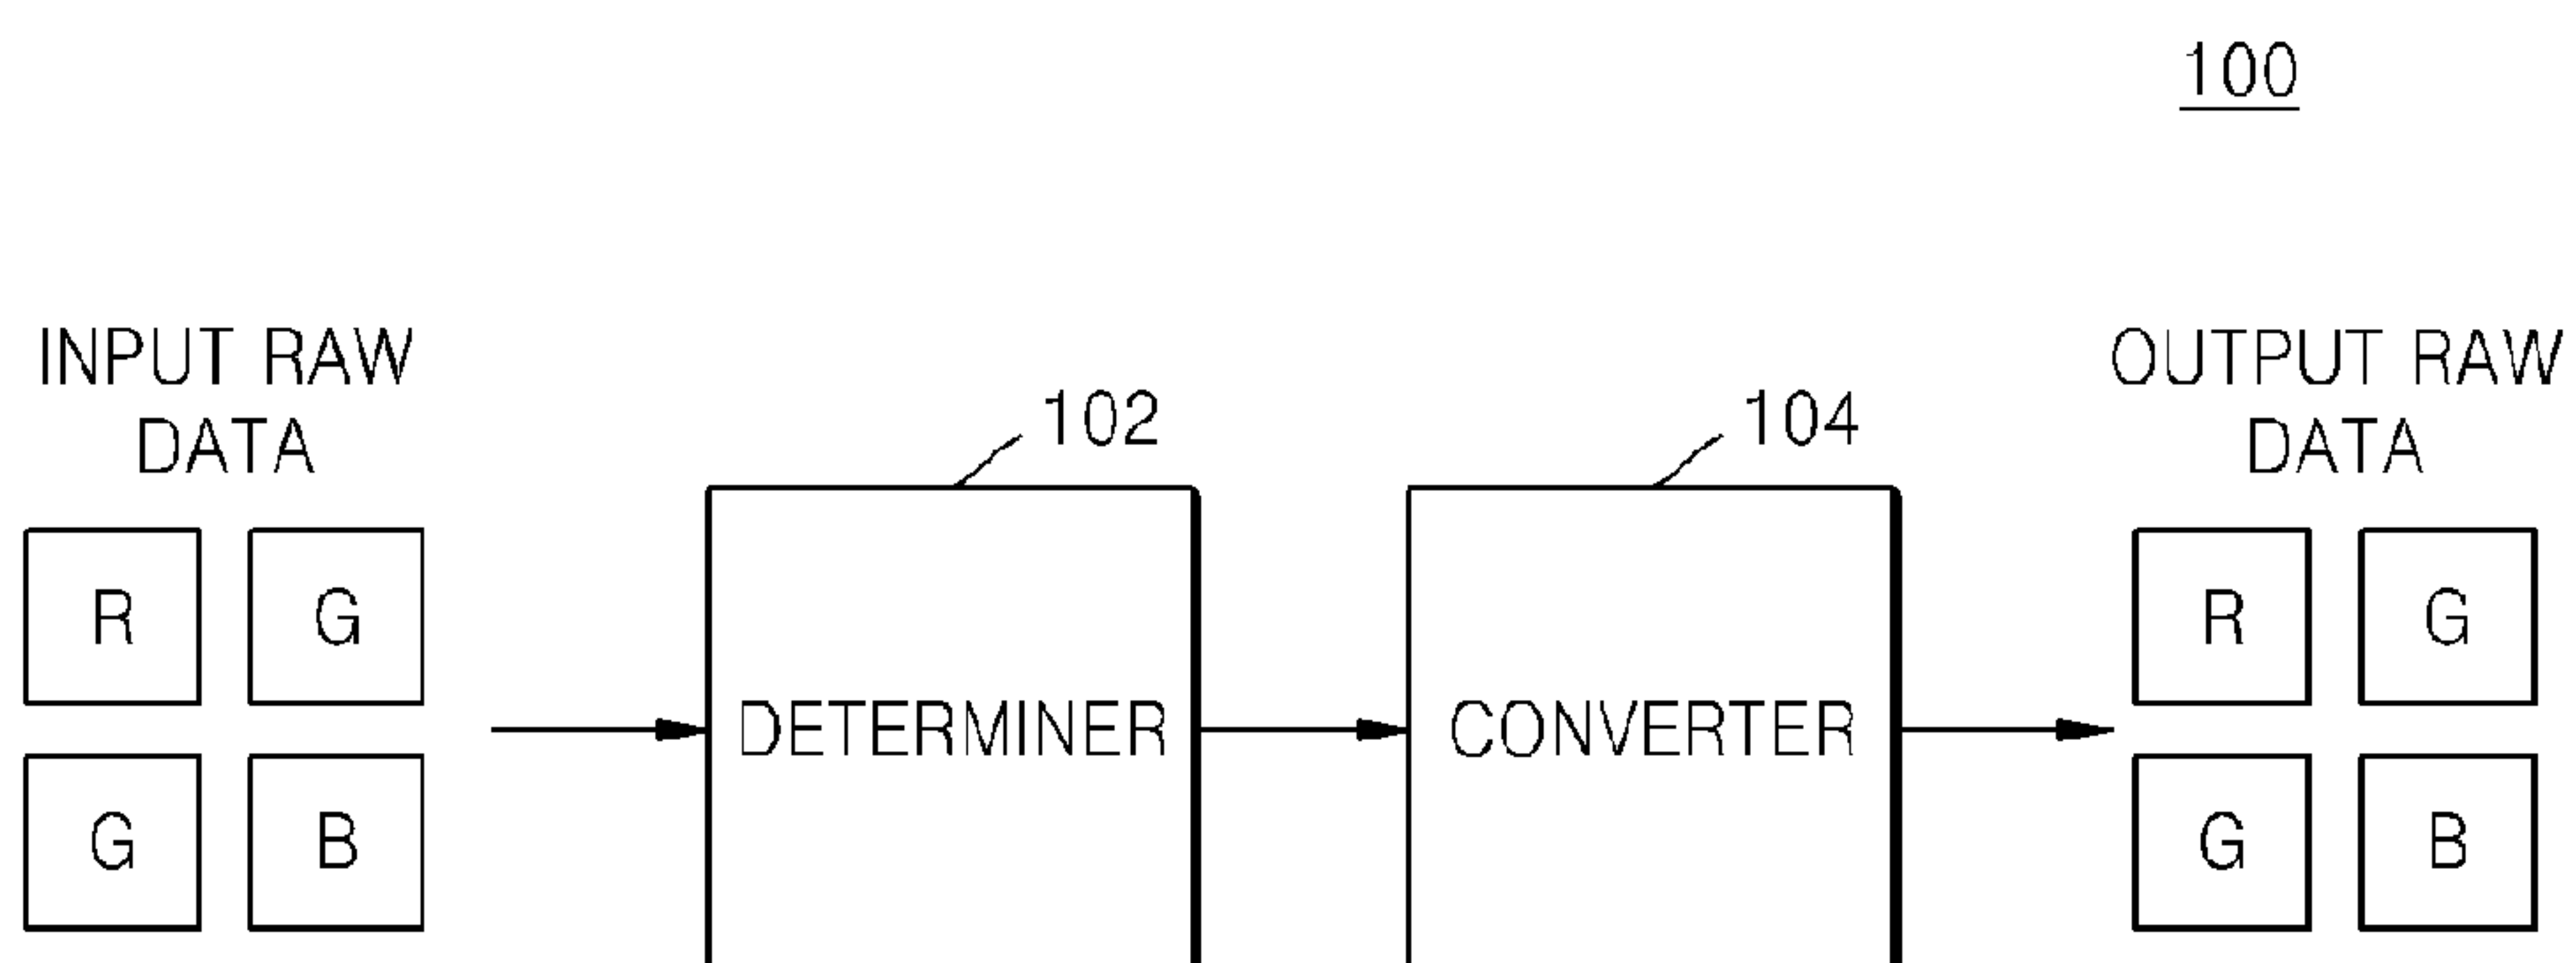 100
INPUT RAW
DATA
OUTPUT RAW
DATA
102
104
R G
R G
DETERMINER
CONVERTER
G B
G B